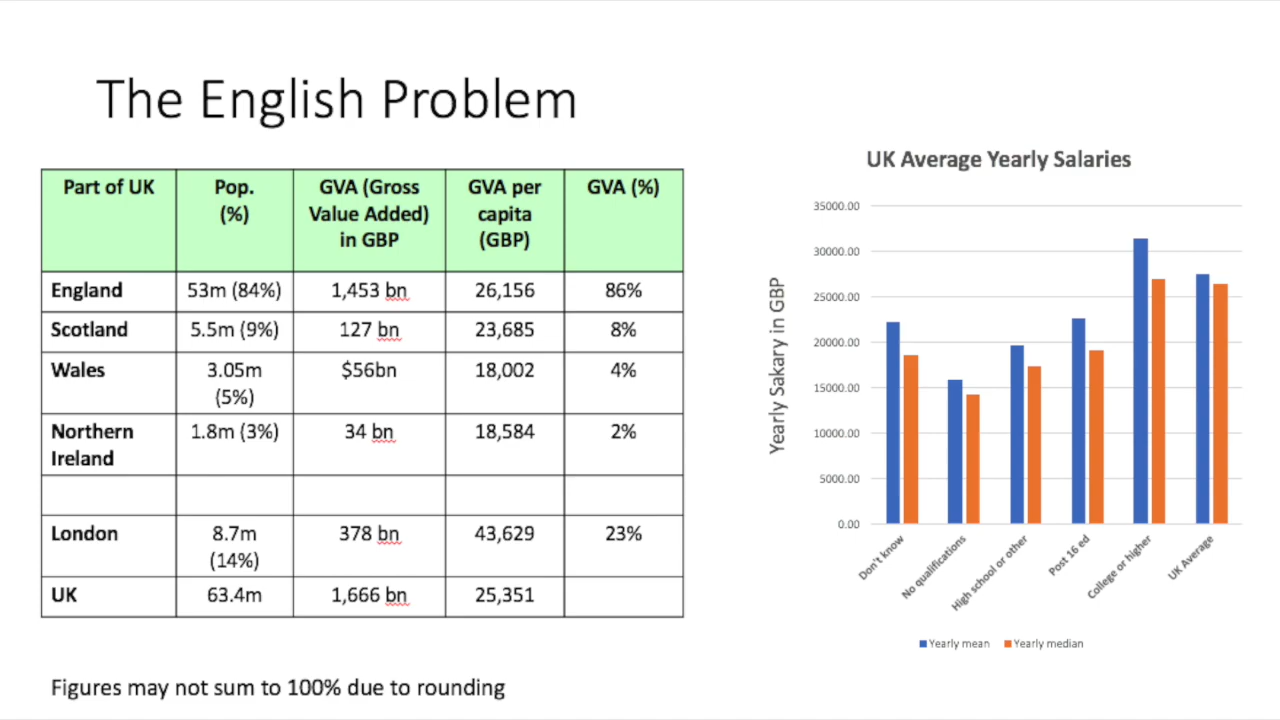 The English Problem
Part of UK
Pop.
(%)
GVA (Gross
Value Added)
in GBP
GVA per
capita
(GBP)
GVA (%)
England
53m (84%)
1,453 bn
26,156
86%
Scotland
5.5m (9%)
127 bn
23,685
8%
Wales
3.05m
(5%)
$56bn
18,002
4%
Northern
Ireland
1.8m (3%)
34 bn
18,584
2%
London
8.7m
(14%)
378 bn
43,629
23%
UK
63.4m
1,666 bn
25,351
Figures may not sum to 100% due to rounding
UK Average Yearly Salaries
Yearly Sakary in GBP
35000.00
30000.00
25000.00
20000.00
15000.00
10000.00
5000.00
0.00
Don't know
No qualifications
High school or other
Post 16 ed
College or higher
UK Average
Yearly mean
Yearly median